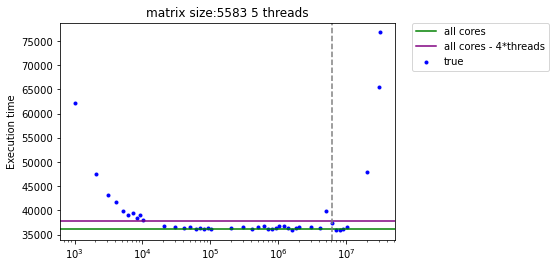 matrix size:5583 5 threads
Execution time
75000
70000
65000
60000
55000
50000
45000
40000
35000
10³
10⁴
10⁵
10⁶
10⁷
all cores
all cores - 4*threads
true